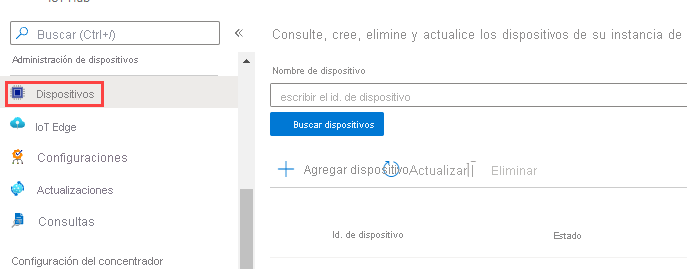 IoT Hub
Buscar (Ctrl+/)
«
Consulte, cree, elimine y actualice los dispositivos de su instancia de
Administración de dispositivos
Nombre de dispositivo
Dispositivos
escribir el id. de dispositivo
IoT Edge
Buscar dispositivos
Configuraciones
Agregar dispositivo
Actualizar
Eliminar
Actualizaciones
Consultas
Id. de dispositivo
Estado
Configuración del concentrador